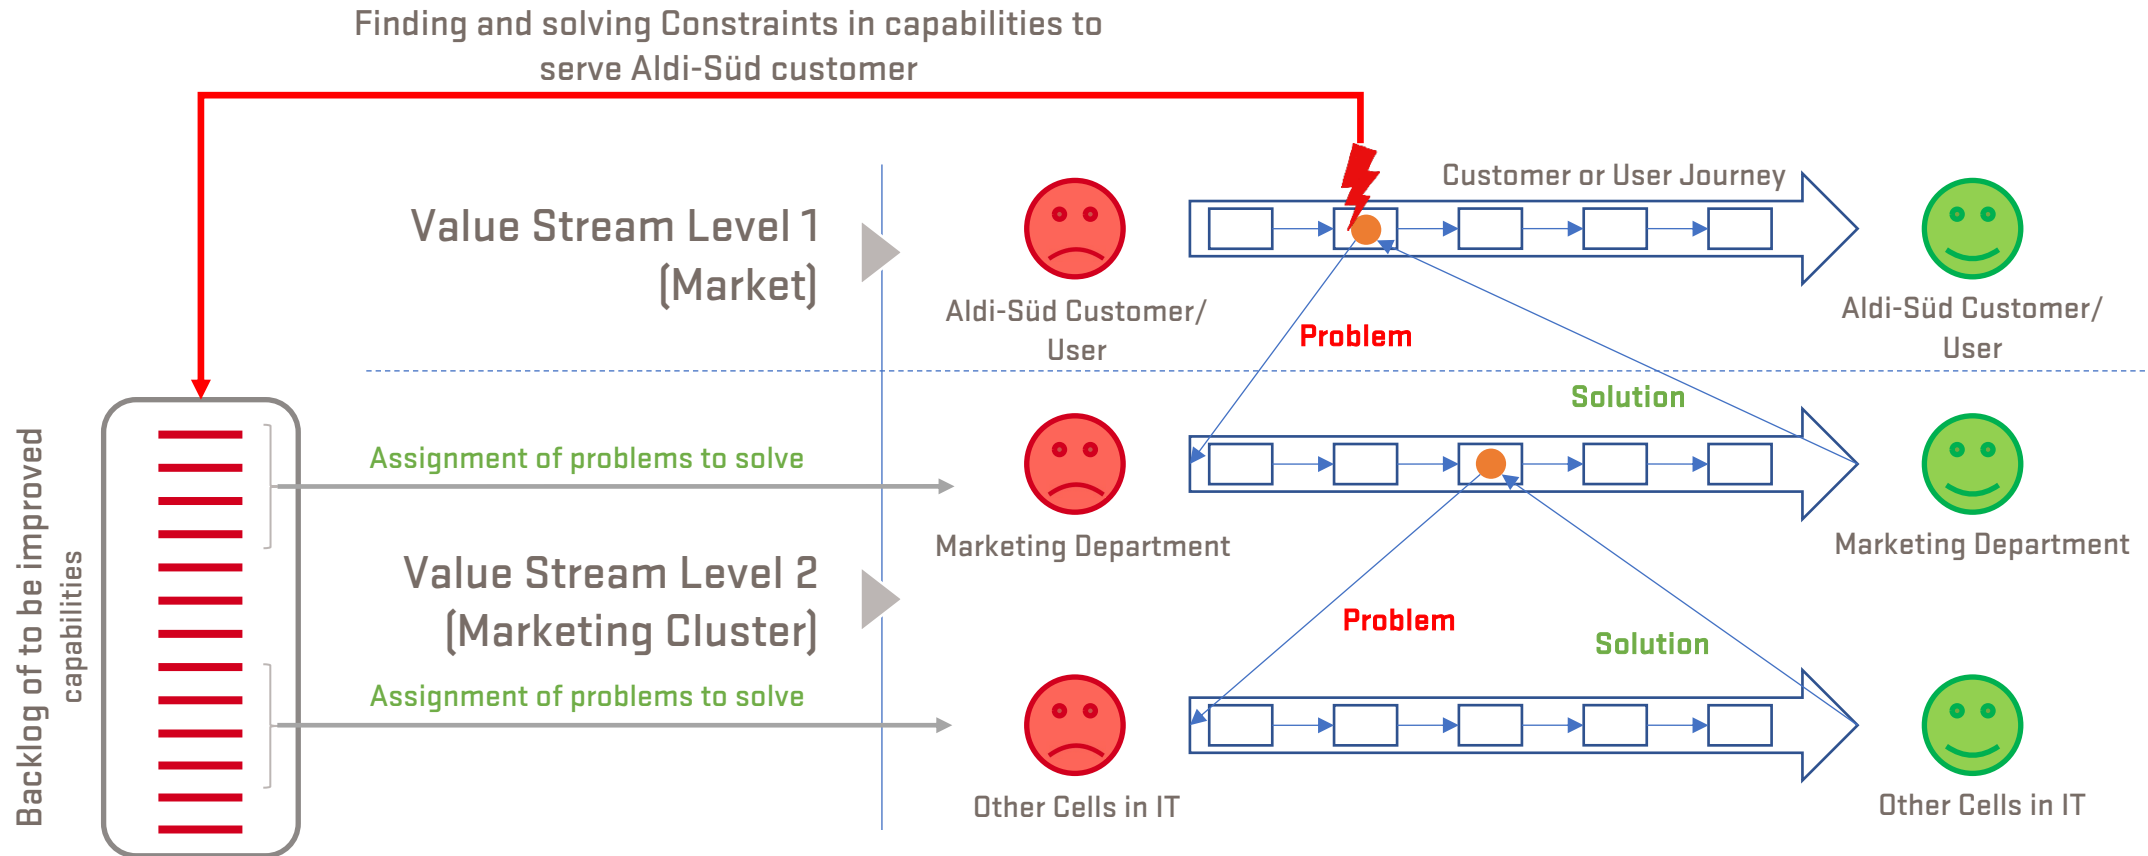 Finding and solving Constraints in capabilities to
serve Aldi-Süd customer
Customer or User Journey
Value Stream Level 1
(Market)
Aldi-Süd Customer/
User
Aldi-Süd Customer/
User
Problem
Solution
Backlog of to be improved
capabilities
Assignment of problems to solve
Marketing Department
Marketing Department
Value Stream Level 2
(Marketing Cluster)
Problem
Solution
Assignment of problems to solve
Other Cells in IT
Other Cells in IT